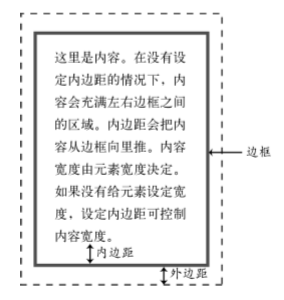 这里是内容。在没有设
定内边距的情况下，内
容会充满左右边框之间
的区域。内边距会把内
容从边框向里推。内容
宽度由元素宽度决定。
如果没有给元素设定宽
度，设定内边距可控制
内容宽度。
边框
内边距
外边距